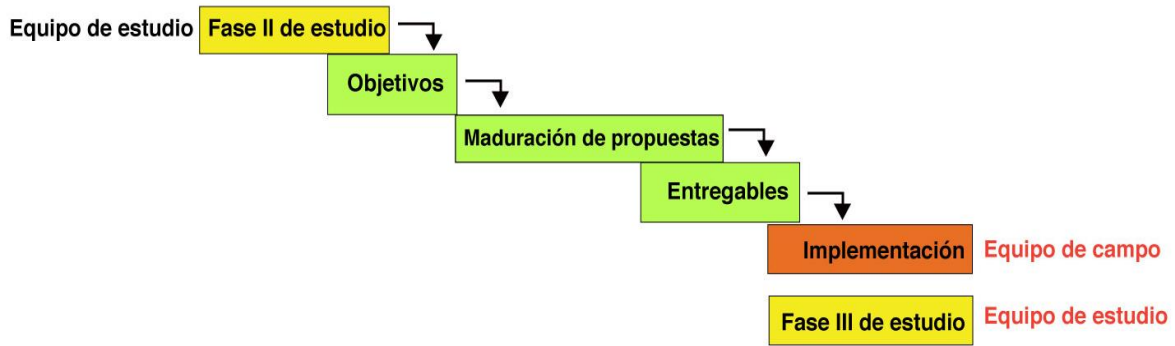 Equipo de estudio Fase II de estudio
Objetivos
Maduración de propuestas
Entregables
Implementación Equipo de campo
Fase III de estudio Equipo de estudio